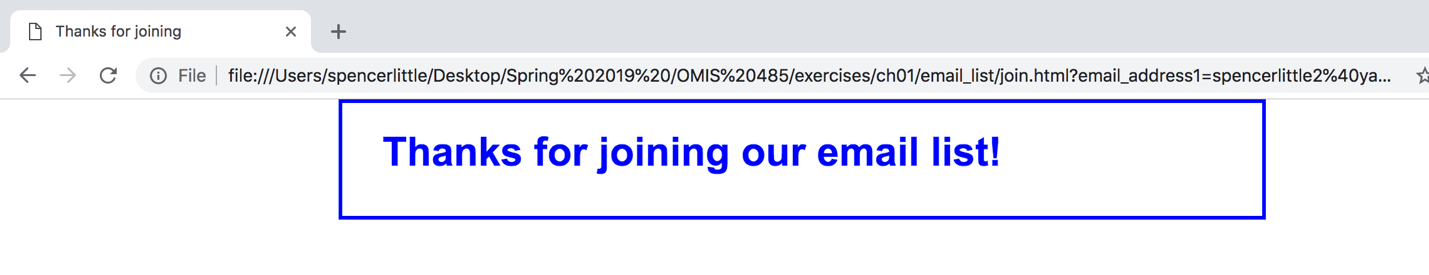 Thanks for joining
File file:///Users/spencerlittle/Desktop/Spring%202019%20/OMIS%20485/exercises/ch01/email_list/join.html?email_address1=spencerlittle2%40ya...
Thanks for joining our email list!